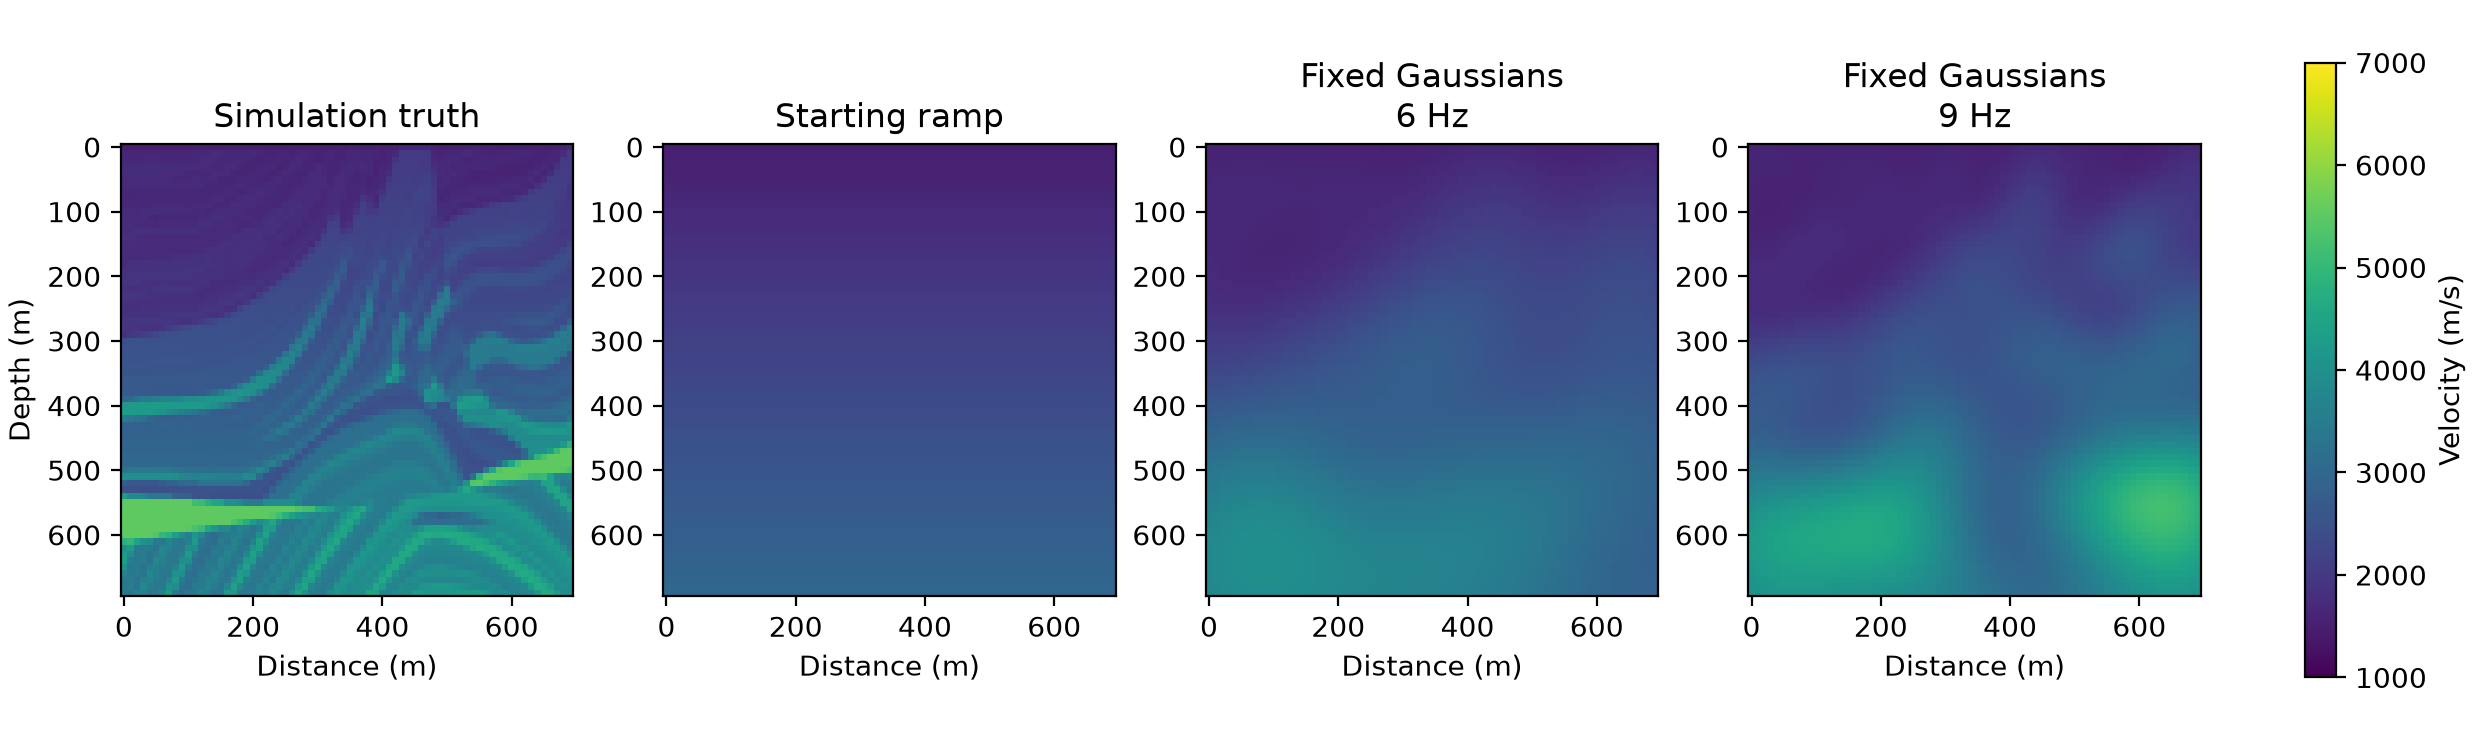 Simulation truth
0
100
200
300
400
500
600
Depth (m)
0 200 400 600
Distance (m)
Starting ramp
0
100
200
300
400
500
600
0 200 400 600
Distance (m)
Fixed Gaussians
6 Hz
0
100
200
300
400
500
600
0 200 400 600
Distance (m)
Fixed Gaussians
9 Hz
0
100
200
300
400
500
600
0 200 400 600
Distance (m)
7000
6000
5000
4000
3000
2000
1000
Velocity (m/s)